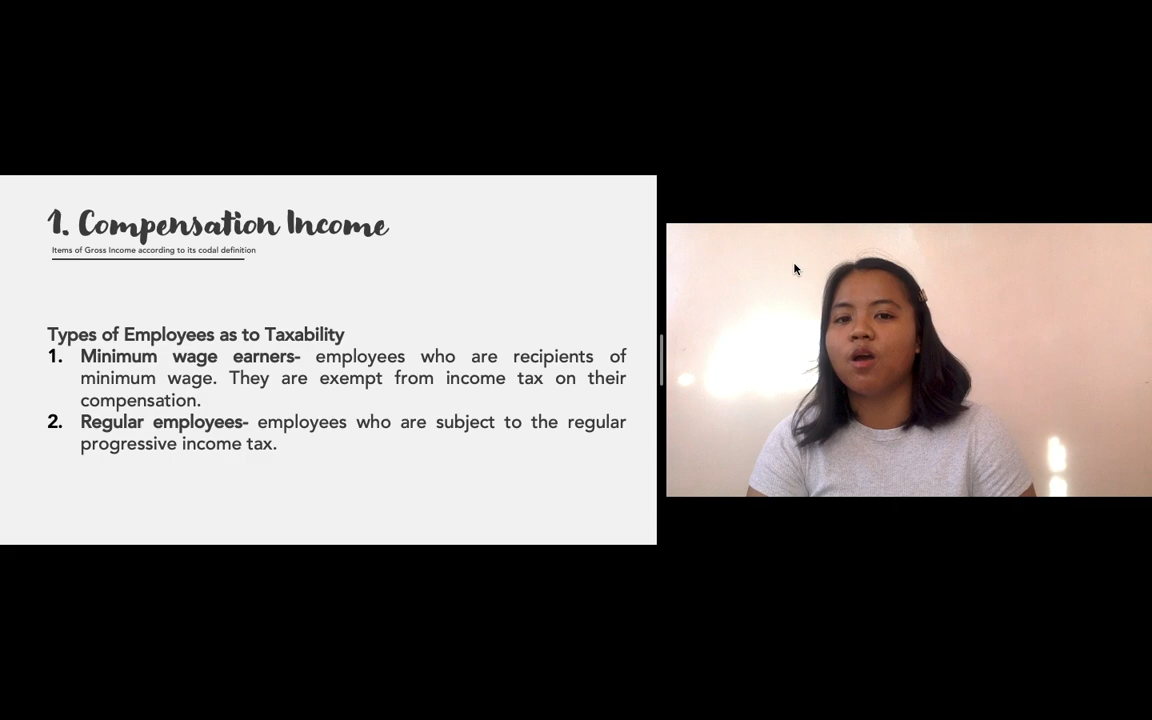 1. Compensation Income
Items of Gross Income according to its codal definition
Types of Employees as to Taxability
1. Minimum wage earners- employees who are recipients of
minimum wage. They are exempt from income tax on their
compensation.
2. Regular employees- employees who are subject to the regular
progressive income tax.